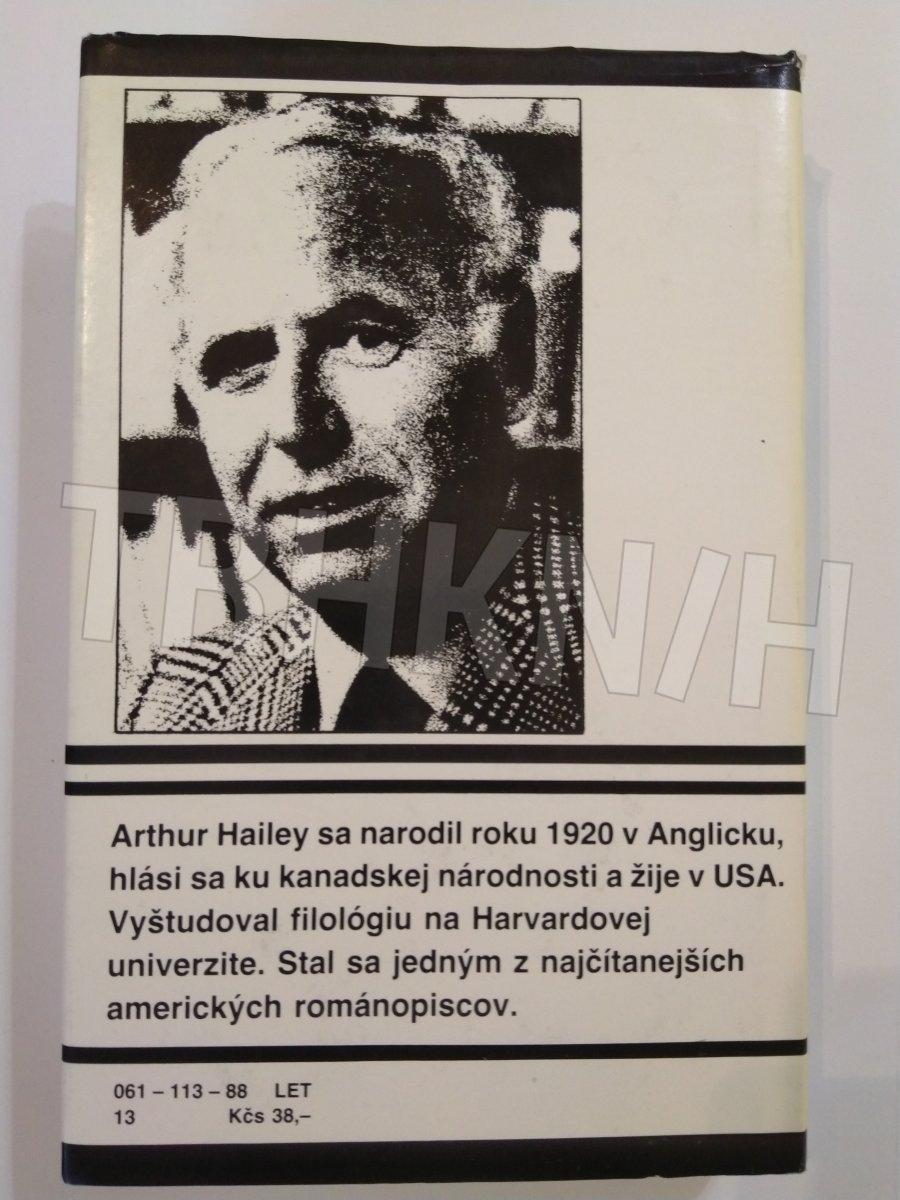 TBHKN/H
Arthur Hailey sa narodil roku 1920 v Anglicku,
hlási sa ku kanadskej národnosti a žije v USA.
Vyštudoval filológiu na Harvardovej
univerzite. Stal sa jedným z najčítanejších
amerických románopiscov.
061 – 113 – 88 LET
13 Kčs 38,–